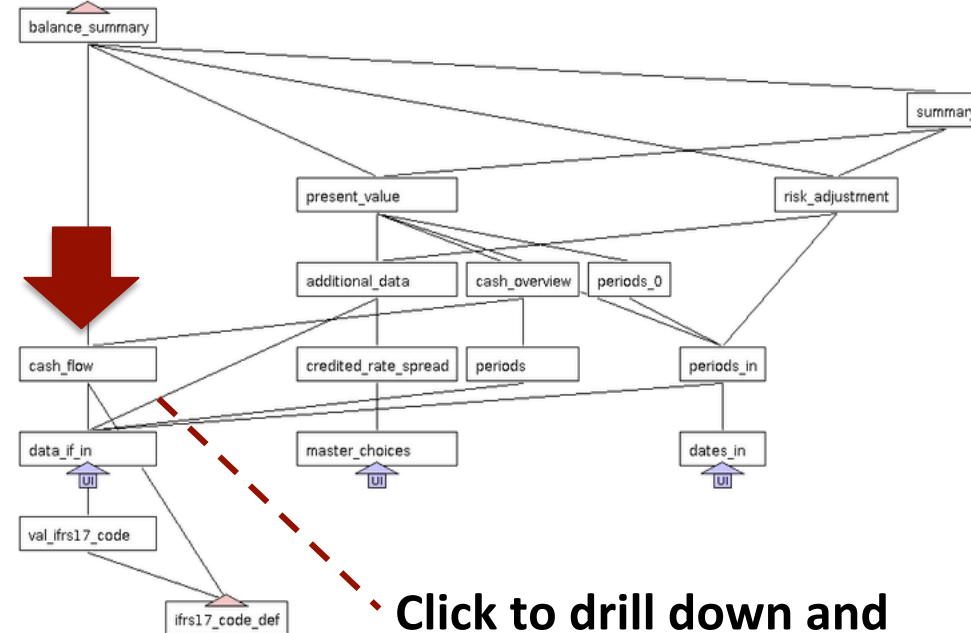 balance_summary
summary
present_value
risk_adjustment
additional_data
cash_overview
periods_0
cash_flow
credited_rate_spread
periods
periods_in
data_if_in
master_choices
dates_in
UI
UI
UI
val_ifrs17_code
ifrs17_code_def
Click to drill down and